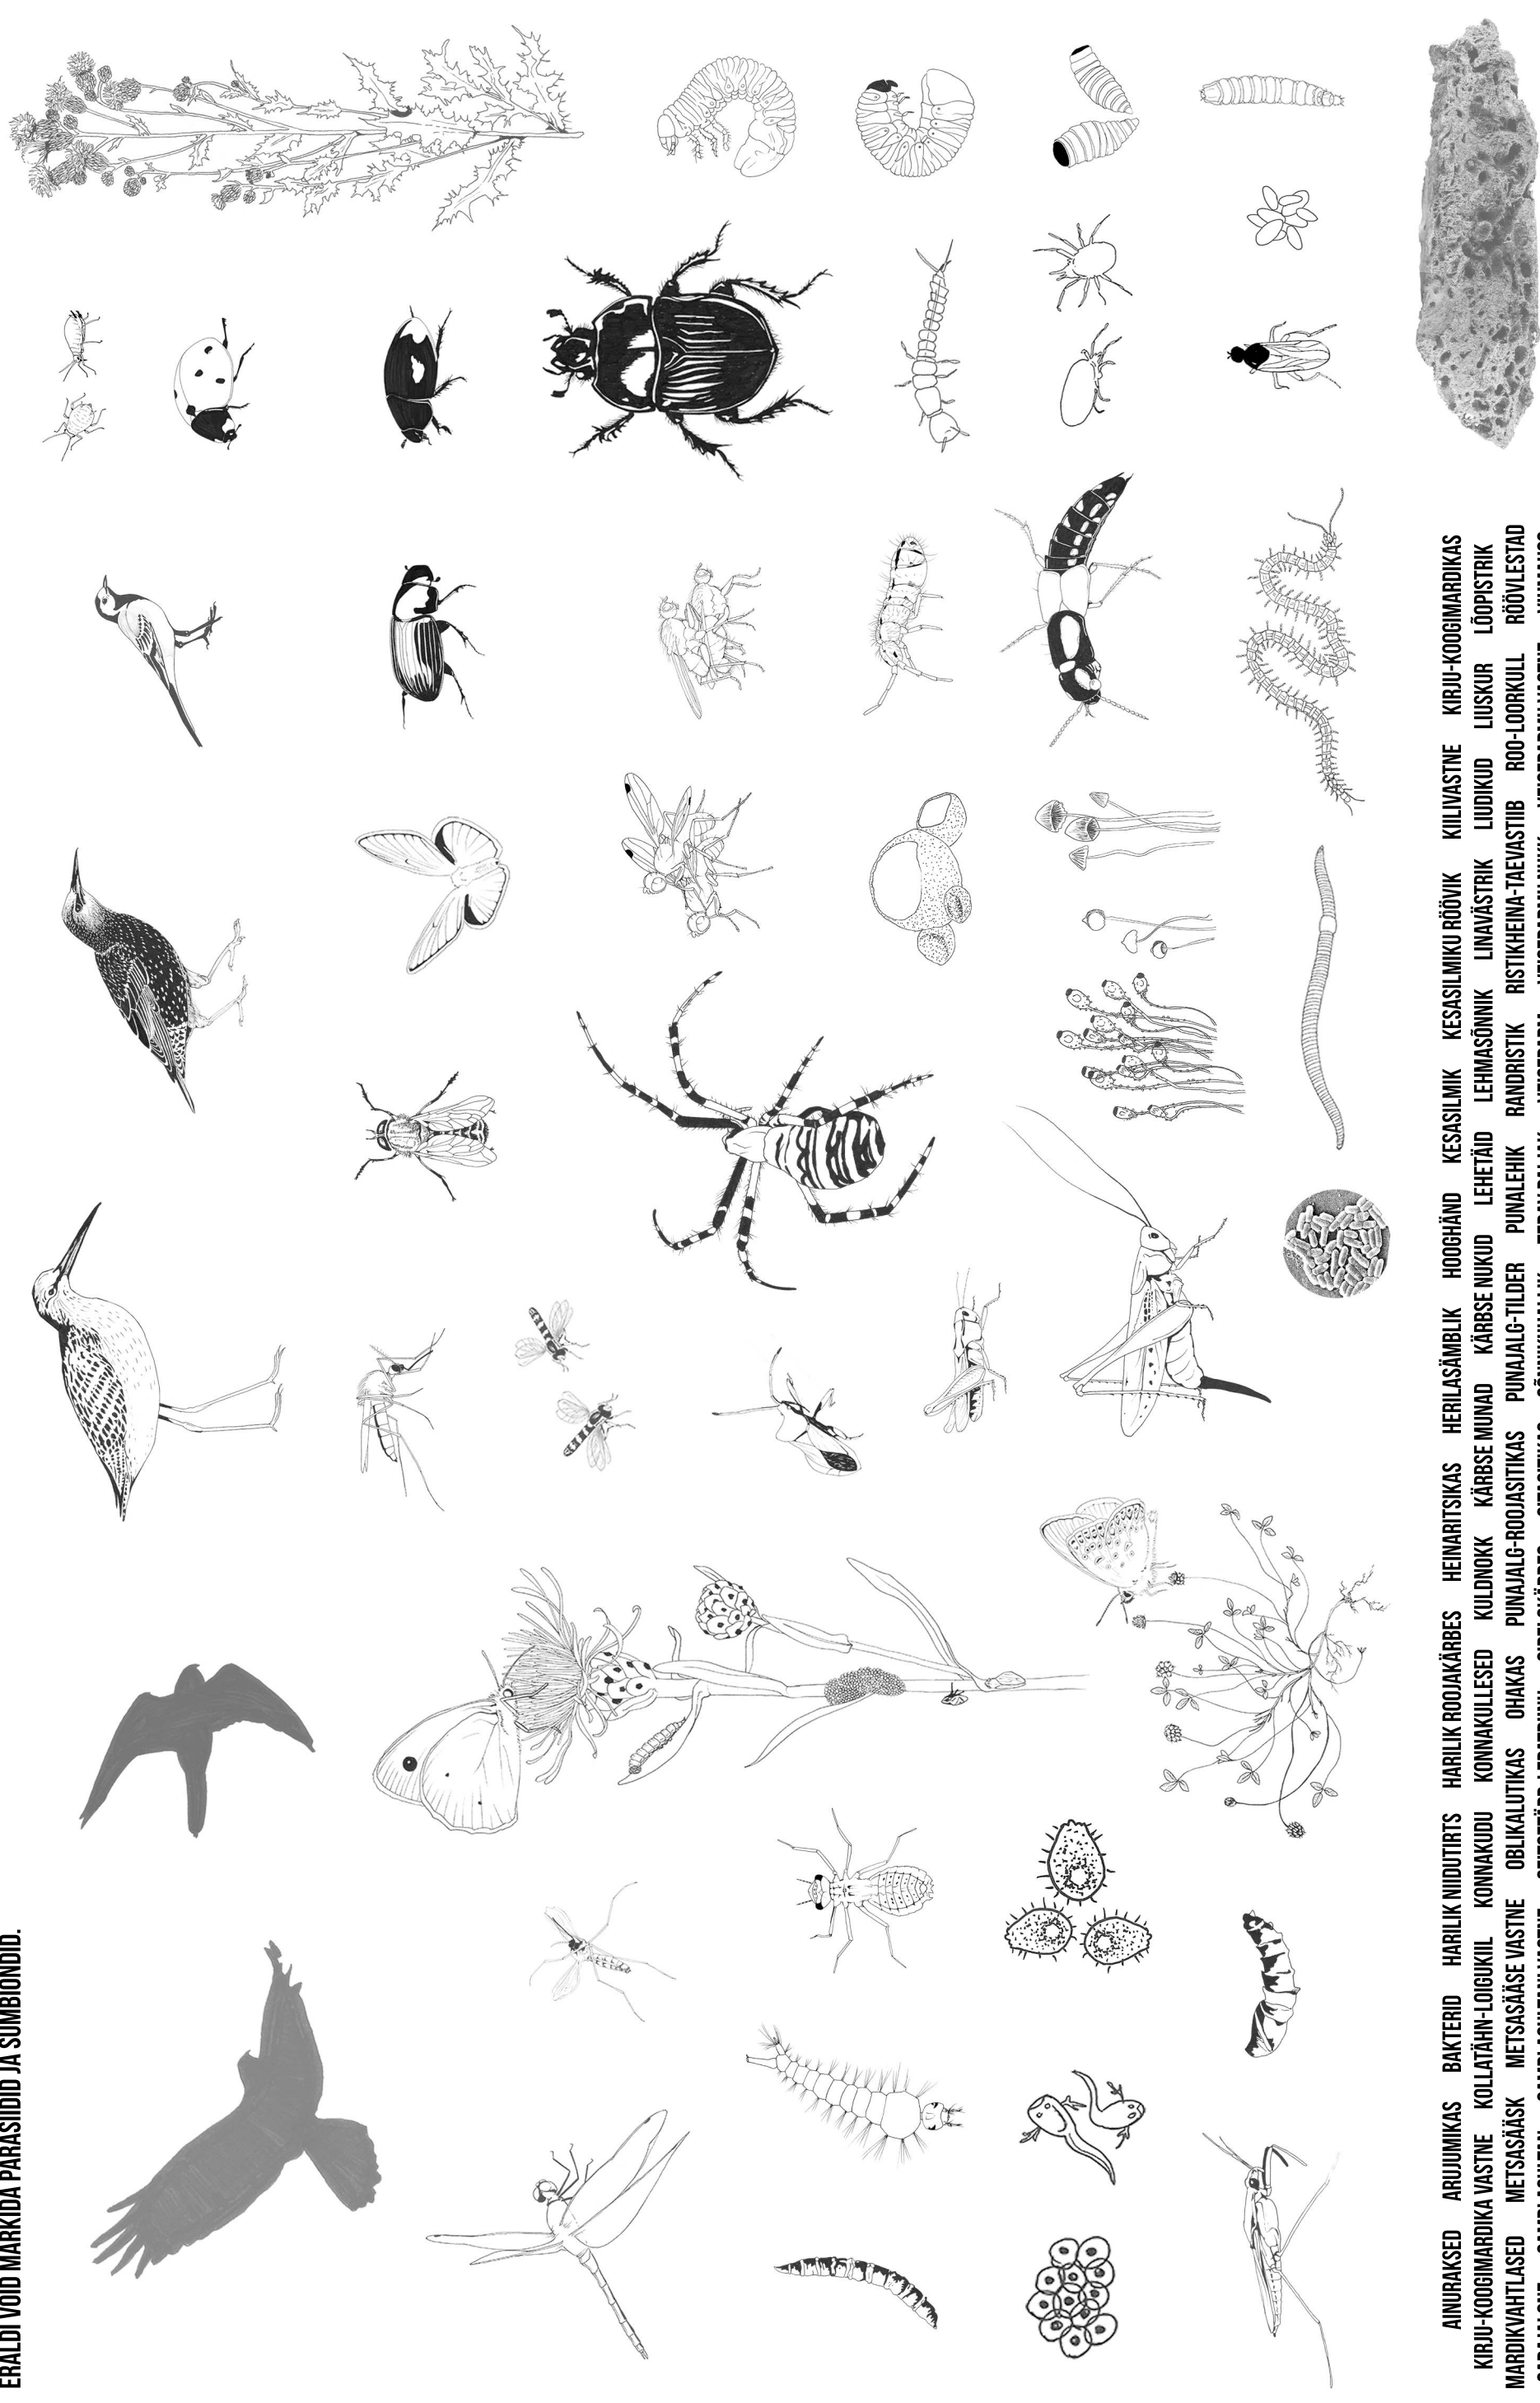 ERALDI VÕID MÄRKIDA PARASIIDID JA SÜMBIONDID.
AINURAKSED ARUJUMIKAS BAKTERID HARILIK NIIDUTIRTS HARILIK ROOJAKÄRBES HEINARITSIKAS HERILASÄMBLIK HOOGHÄND KESASILMIK KESASILMIKU RÖÖVIK KIILIVASTNE KIRJU-KOOGIMARDIKAS
KIRJU-KOOGIMARDIKA VASTNE KOLLATÄHN-LOIGUKIIL KONNAKUDU KONNAKULLESED KULDNOKK KÄRBSE MUNAD KÄRBSE NUKUD LEHETÄID LEHMASÕNNIK LINAVÄSTRIK LIUDIKUD LIUSKUR LÕOPISTRIK
MARDIKVAHTLASED METSASÄÄSK METSASÄÄSE VASTNE OBLIKALUTIKAS OHAKAS PUNAJALG-ROOJASITIKAS PUNAJALG-TILDER PUNALEHIK RANDRISTIK RISTIKHEINA-TAEVASTIIB ROO-LOORKULL RÖÖVLESTAD